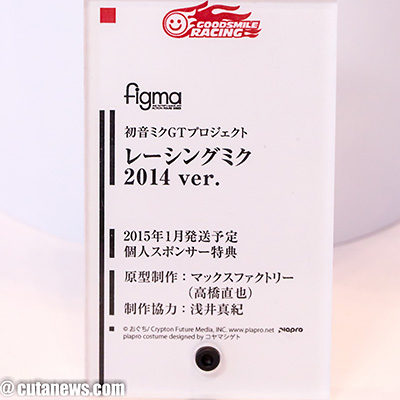 GOODSMILE
RACING
figma
初音ミクGTプロジェクト
レーシングミク
2014 ver.
2015年1月発送予定
個人スポンサー特典
原型制作：マックスファクトリー
（高橋直也）
制作協力：浅井真紀
© おぐち/ Crypton Future Media, INC. www.piapro.net piapro
piapro costume designed by コヤマシゲト
@cutanews.com